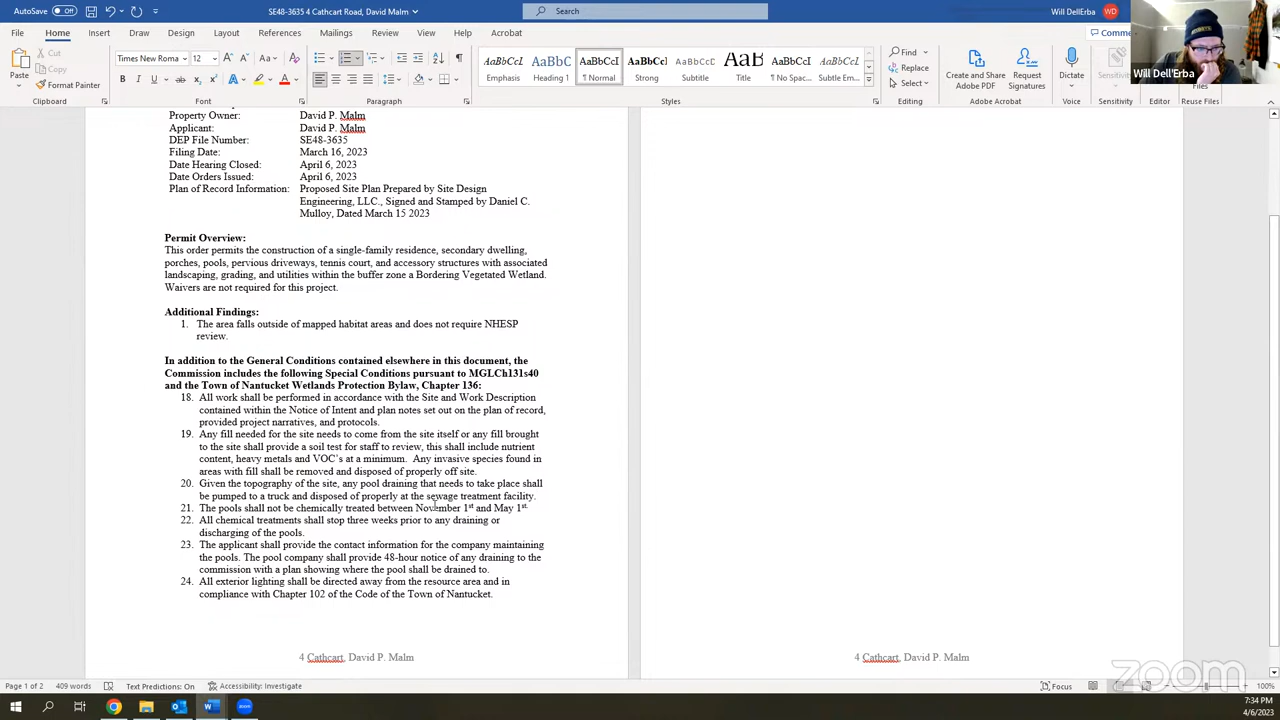 AutoSave Off SE48-3635 4 Cathcart Road, David Malm Search Will DellErba WD
File Home Insert Draw Design Layout References Mailings Review View Help Acrobat Comme
Paste Cut Copy Format Painter Times New Roma 12 Find Replace Select
Emphasis Heading 1 ¶ Normal Strong Subtitle Title ¶ No Spac... Subtle Em...
Create and Share Adobe PDF Request Signatures Dictate Sensitivity Files
Will Dell'Erba
Clipboard Font Paragraph Styles Editing Adobe Acrobat Voice Sensitivity Editor Reuse Files
Property Owner: David P. Malm
Applicant: David P. Malm
DEP File Number: SE48-3635
Filing Date: March 16, 2023
Date Hearing Closed: April 6, 2023
Date Orders Issued: April 6, 2023
Plan of Record Information: Proposed Site Plan Prepared by Site Design
Engineering, LLC., Signed and Stamped by Daniel C.
Mulloy, Dated March 15 2023
Permit Overview:
This order permits the construction of a single-family residence, secondary dwelling,
porches, pools, pervious driveways, tennis court, and accessory structures with associated
landscaping, grading, and utilities within the buffer zone a Bordering Vegetated Wetland.
Waivers are not required for this project.
Additional Findings:
1. The area falls outside of mapped habitat areas and does not require NHESP
review.
In addition to the General Conditions contained elsewhere in this document, the
Commission includes the following Special Conditions pursuant to MGLCh131s40
and the Town of Nantucket Wetlands Protection Bylaw, Chapter 136:
18. All work shall be performed in accordance with the Site and Work Description
contained within the Notice of Intent and plan notes set out on the plan of record,
provided project narratives, and protocols.
19. Any fill needed for the site needs to come from the site itself or any fill brought
to the site shall provide a soil test for staff to review, this shall include nutrient
content, heavy metals and VOC`s at a minimum. Any invasive species found in
areas with fill shall be removed and disposed of properly off site.
20. Given the topography of the site, any pool draining that needs to take place shall
be pumped to a truck and disposed of properly at the sewage treatment facility.
21. The pools shall not be chemically treated between November 1st and May 1st.
22. All chemical treatments shall stop three weeks prior to any draining or
discharging of the pools.
23. The applicant shall provide the contact information for the company maintaining
the pools. The pool company shall provide 48-hour notice of any draining to the
commission with a plan showing where the pool shall be drained to.
24. All exterior lighting shall be directed away from the resource area and in
compliance with Chapter 102 of the Code of the Town of Nantucket.
4 Cathcart, David P. Malm 4 Cathcart, David P. Malm
zoom
Page 1 of 2 409 words Text Predictions: On Accessibility: Investigate Focus 100%
7:34 PM
4/6/2023